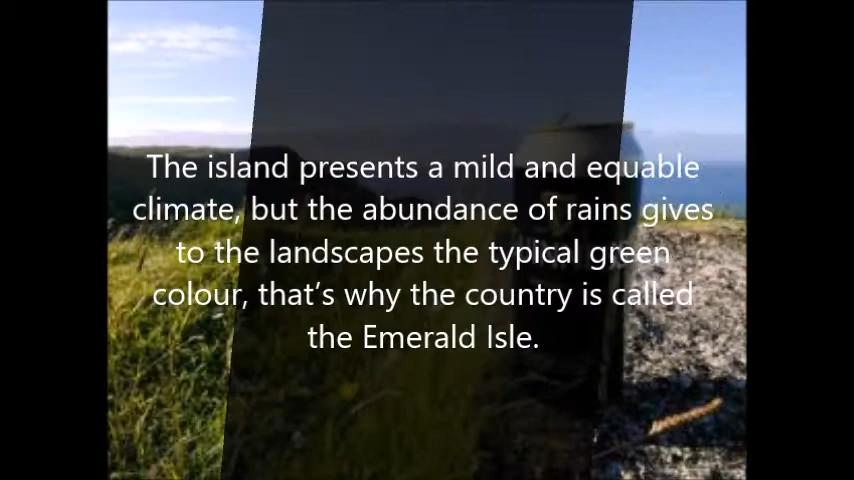 The island presents a mild and equable
climate, but the abundance of rains gives
to the landscapes the typical green
colour, that’s why the country is called
the Emerald Isle.